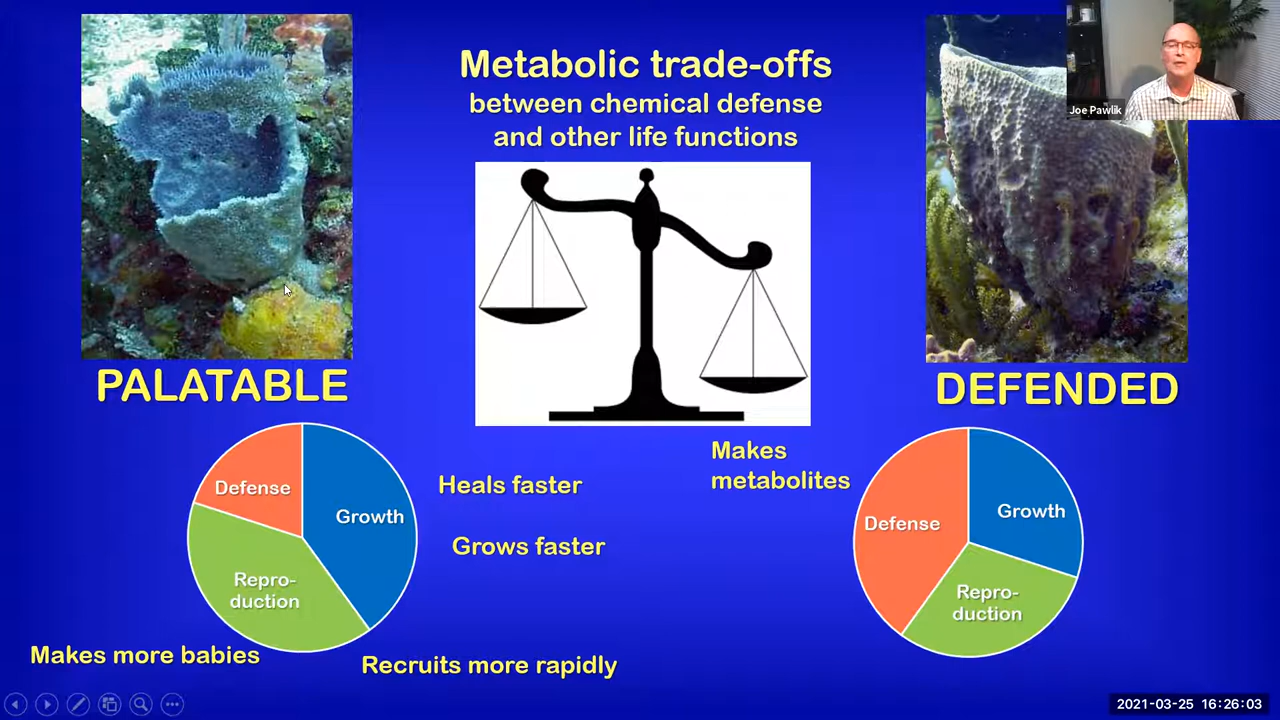 Metabolic trade-offs
between chemical defense
and other life functions
Joe Pawlik
PALATABLE
DEFENDED
Defense
Growth
Repro-
duction
Heals faster
Grows faster
Makes more babies
Recruits more rapidly
Makes
metabolites
Defense
Growth
Repro-
duction
2021-03-25 16:26:03